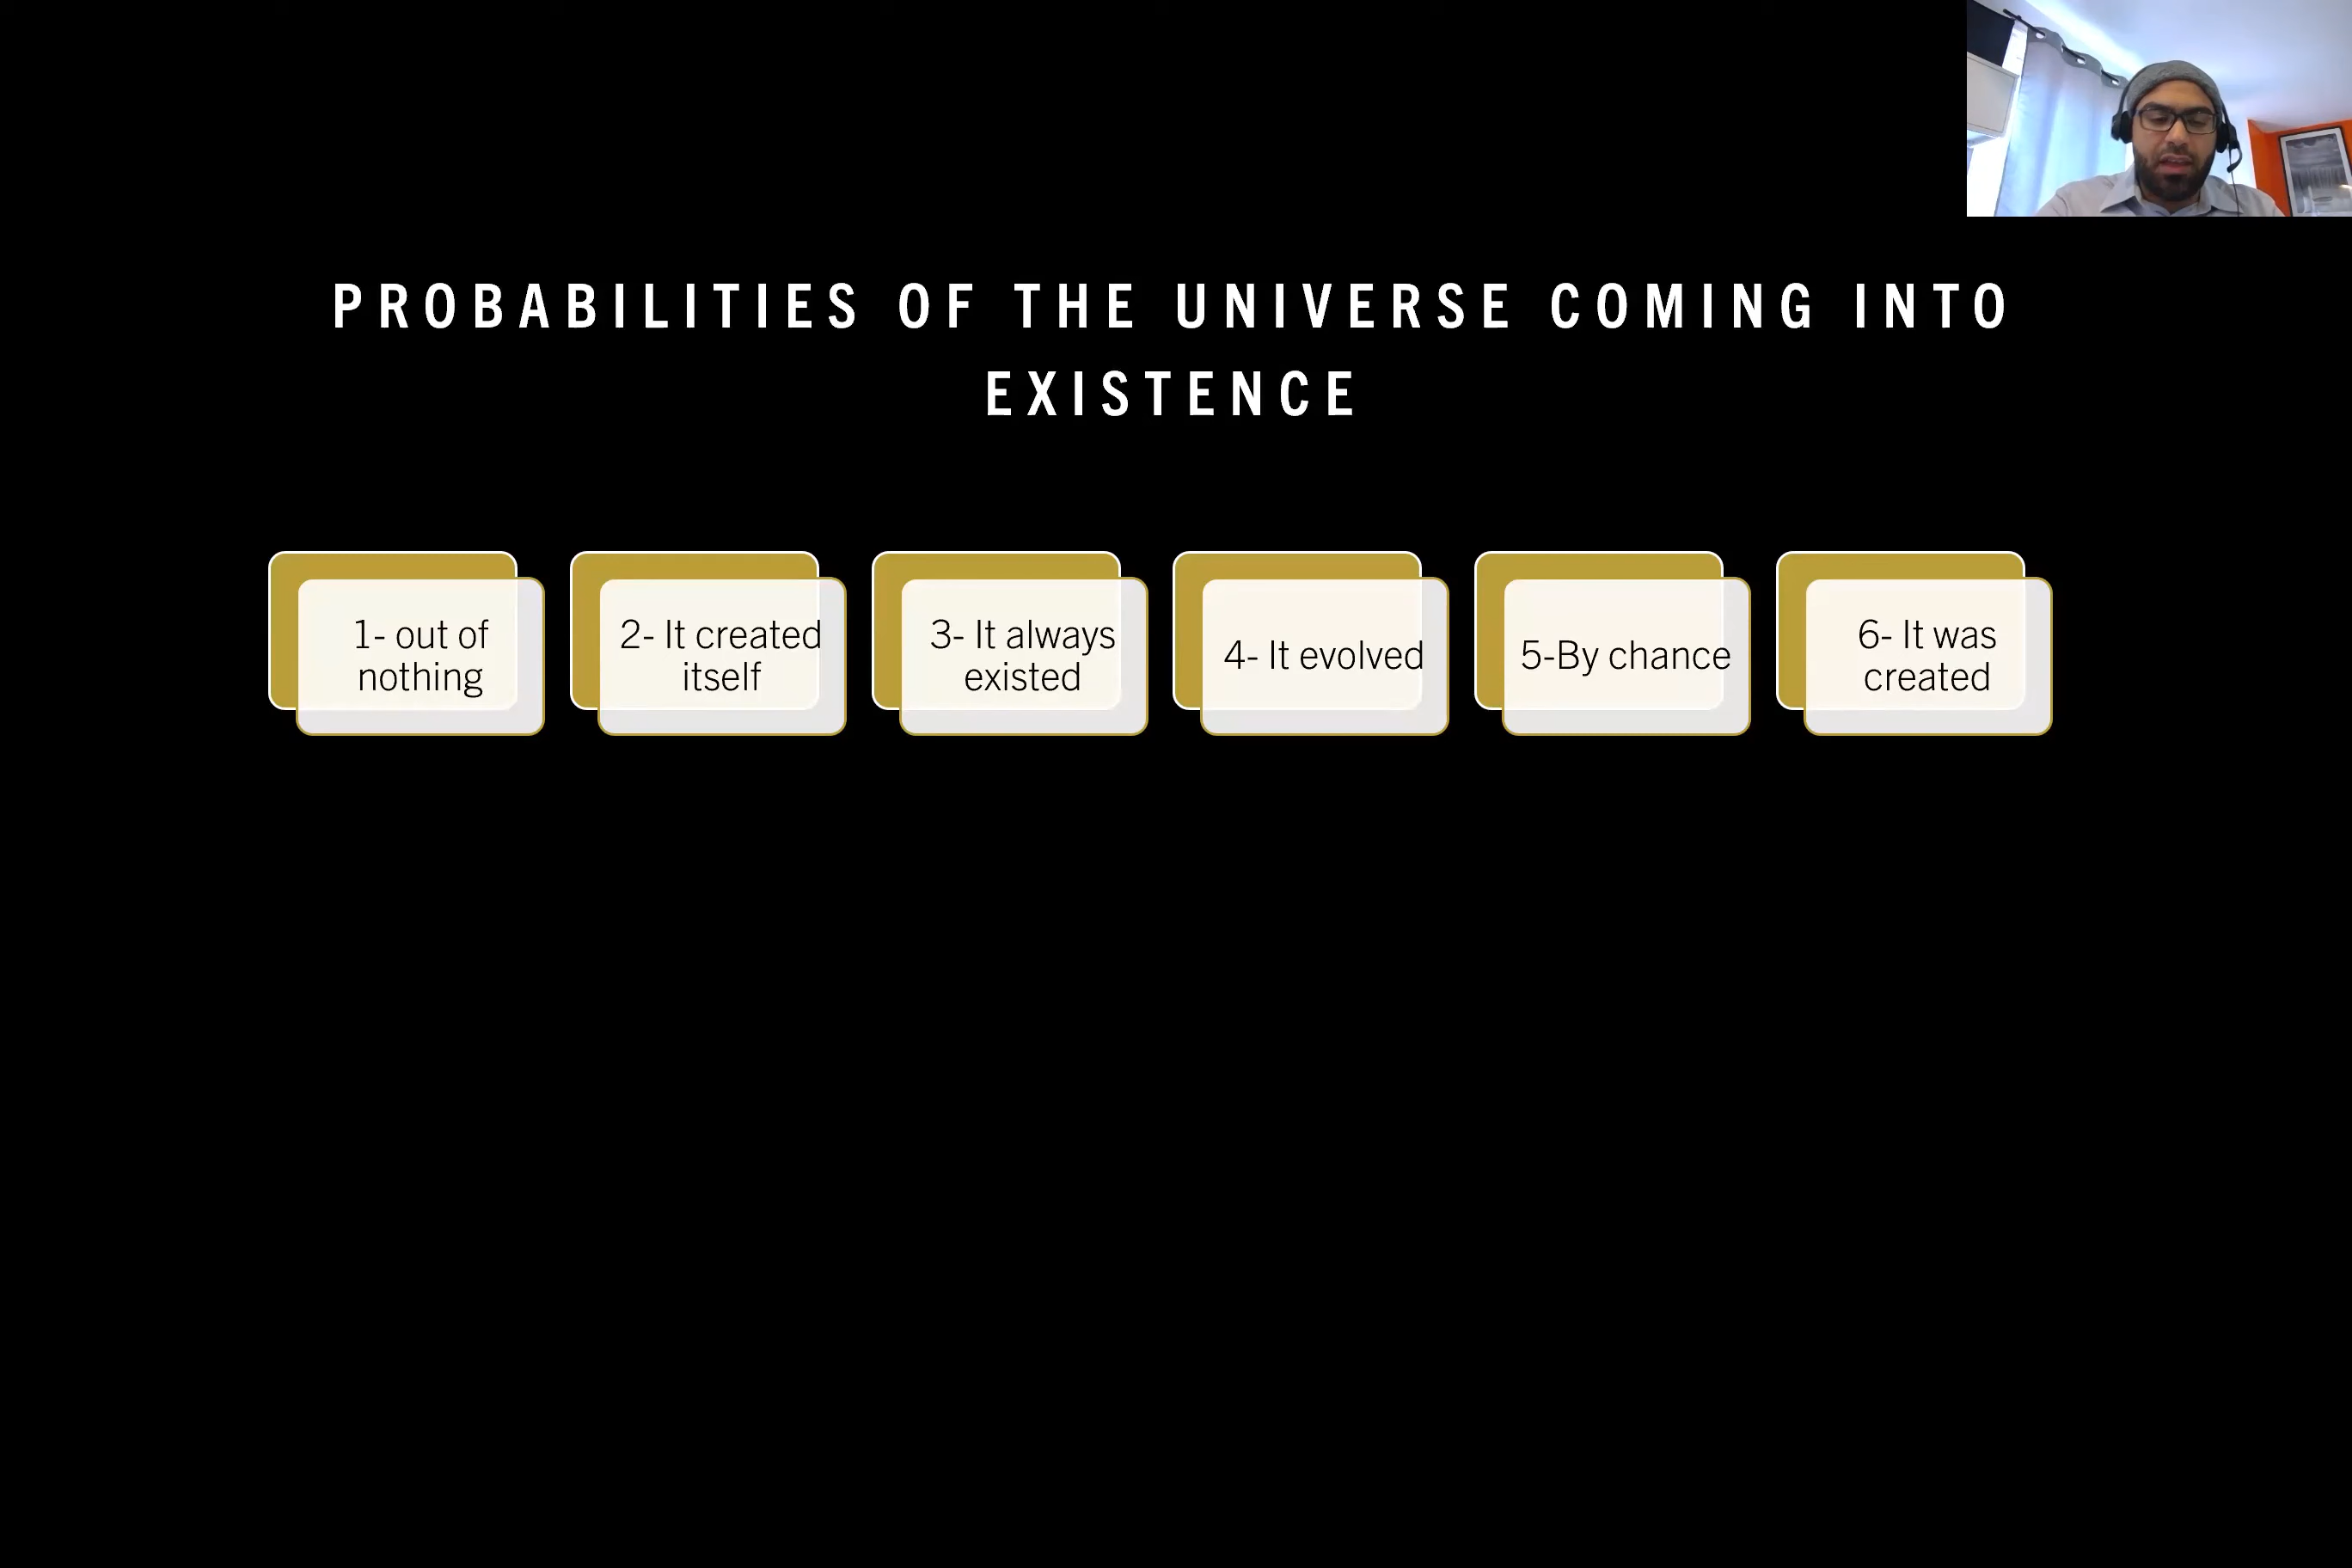 PROBABILITIES OF THE UNIVERSE COMING INTO
EXISTENCE
1- out of
nothing
2- It created
itself
3- It always
existed
4- It evolved
5-By chance
6- It was
created